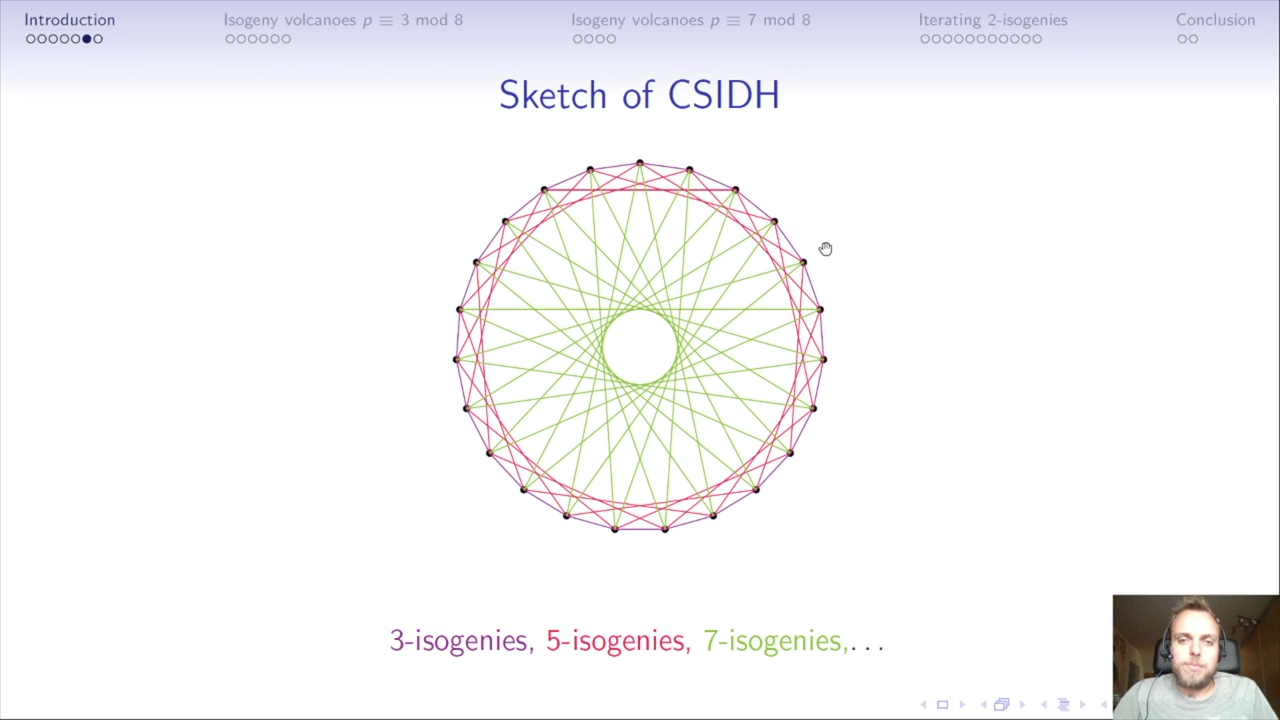 Introduction
Isogeny volcanoes p ≡ 3 mod 8
Isogeny volcanoes p ≡ 7 mod 8
Iterating 2-isogenies
Conclusion
Sketch of CSIDH
3-isogenies, 5-isogenies, 7-isogenies,...